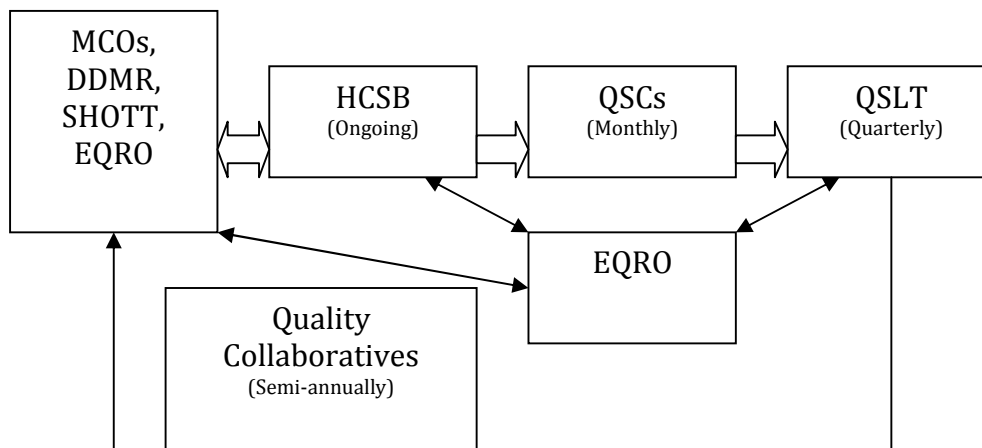 MCOs,
DDMR,
SHOTT,
EQRO
HCSB
(Ongoing)
QSCs
(Monthly)
QSLT
(Quarterly)
EQRO
Quality
Collaboratives
(Semi-annually)